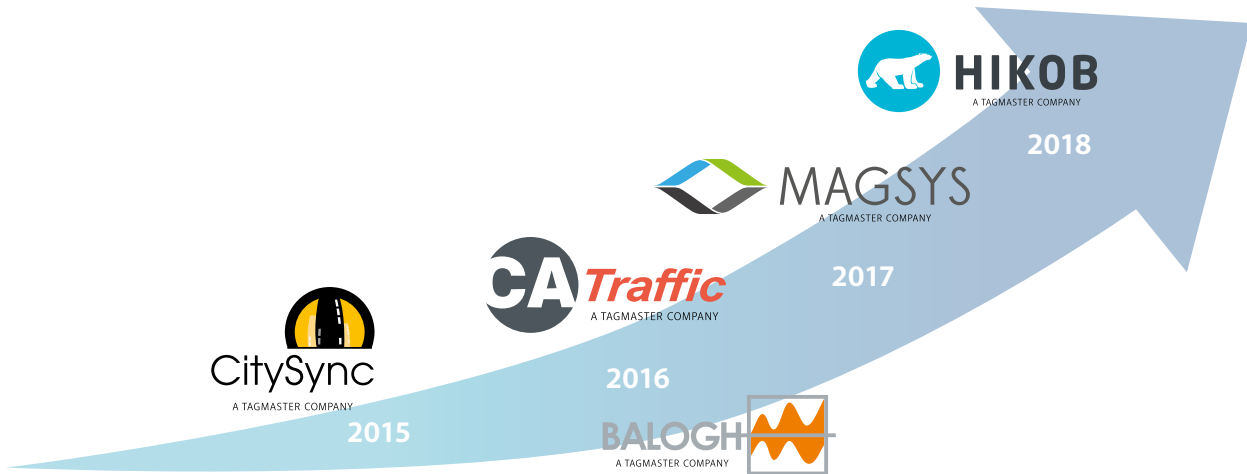 HIKOB
A TAGMASTER COMPANY
2018
MAGSYS
A TAGMASTER COMPANY
2017
CA Traffic
A TAGMASTER COMPANY
2016
CitySync
A TAGMASTER COMPANY
2015
BALOGH
A TAGMASTER COMPANY